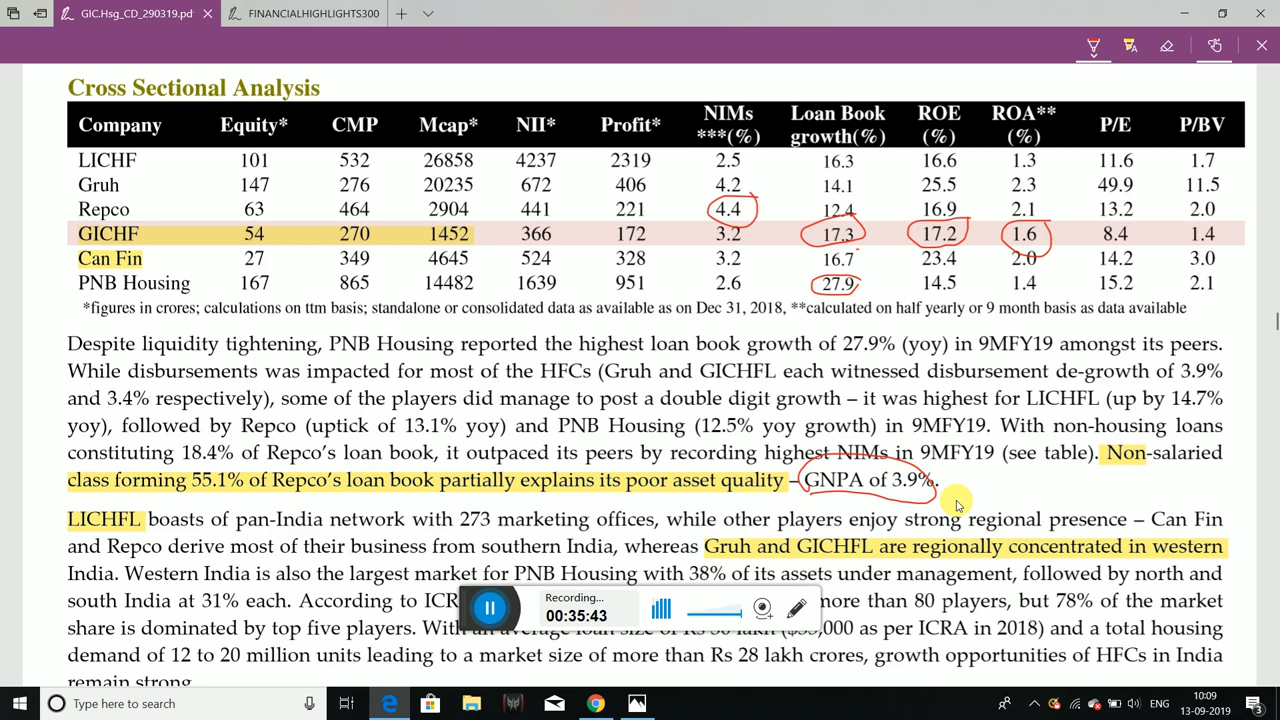 GIC.Hsg_CD_290319.pd
FINANCIALHIGHLIGHTS300
Cross Sectional Analysis
Company Equity* CMP Mcap* NII* Profit* NIMs ***(%) Loan Book growth(%) ROE (%) ROA** (%) P/E P/BV
LICHF 101 532 26858 4237 2319 2.5 16.3 16.6 1.3 11.6 1.7
Gruh 147 276 20235 672 406 4.2 14.1 25.5 2.3 49.9 11.5
Repco 63 464 2904 441 221 4.4 12.4 16.9 2.1 13.2 2.0
GICHF 54 270 1452 366 172 3.2 17.3 17.2 1.6 8.4 1.4
Can Fin 27 349 4645 524 328 3.2 16.7 23.4 2.0 14.2 3.0
PNB Housing 167 865 14482 1639 951 2.6 27.9 14.5 1.4 15.2 2.1
*figures in crores; calculations on ttm basis; standalone or consolidated data as available as on Dec 31, 2018, **calculated on half yearly or 9 month basis as data available
Despite liquidity tightening, PNB Housing reported the highest loan book growth of 27.9% (yoy) in 9MFY19 amongst its peers.
While disbursements was impacted for most of the HFCs (Gruh and GICHFL each witnessed disbursement de-growth of 3.9%
and 3.4% respectively), some of the players did manage to post a double digit growth – it was highest for LICHFL (up by 14.7%
yoy), followed by Repco (uptick of 13.1% yoy) and PNB Housing (12.5% yoy growth) in 9MFY19. With non-housing loans
constituting 18.4% of Repco's loan book, it outpaced its peers by recording highest NIMs in 9MFY19 (see table). Non-salaried
class forming 55.1% of Repco's loan book partially explains its poor asset quality – GNPA of 3.9%.
LICHFL boasts of pan-India network with 273 marketing offices, while other players enjoy strong regional presence – Can Fin
and Repco derive most of their business from southern India, whereas Gruh and GICHFL are regionally concentrated in western
India. Western India is also the largest market for PNB Housing with 38% of its assets under management, followed by north and
south India at 31% each. According to ICR more than 80 players, but 78% of the market
share is dominated by top five players. With an average loan size of Rs 30 lakh ($35,000 as per ICRA in 2018) and a total housing
demand of 12 to 20 million units leading to a market size of more than Rs 28 lakh crores, growth opportunities of HFCs in India
remain strong.
Recording...
00:35:43
Type here to search
ENG
10:09
13-09-2019
3